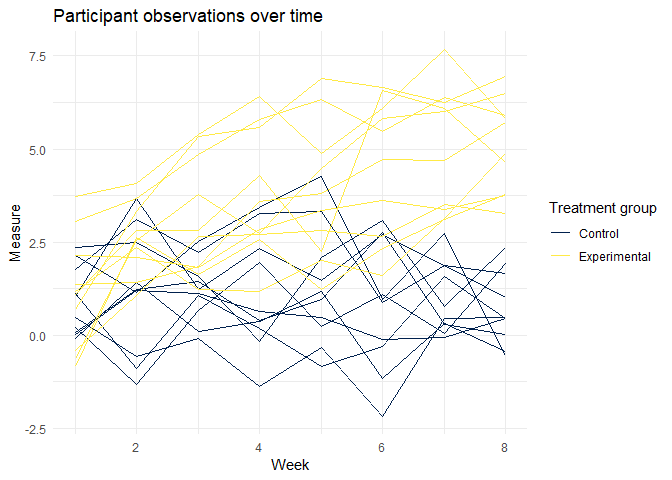 Participant observations over time
7.5
5.0
2.5
0.0
-2.5
2
4
6
8
Week
Measure
Treatment group
Control
Experimental